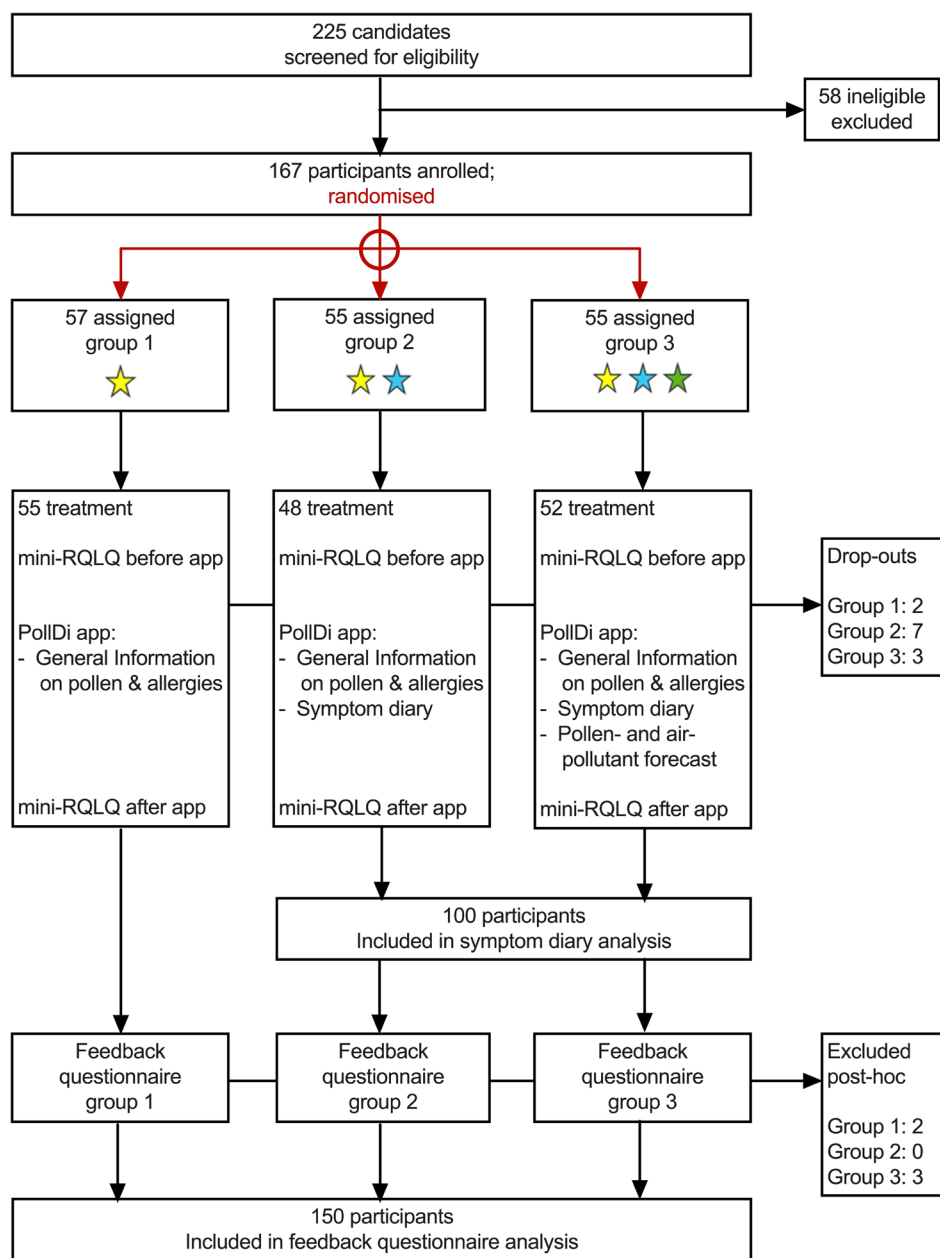 225 candidates
screened for eligibility
58 ineligible
excluded
167 participants anrolled;
randomised
57 assigned
group 1
55 assigned
group 2
55 assigned
group 3
55 treatment
mini-RQLQ before app
PollDi app:
- General Information
on pollen & allergies
mini-RQLQ after app
48 treatment
mini-RQLQ before app
PollDi app:
- General Information
on pollen & allergies
- Symptom diary
mini-RQLQ after app
52 treatment
mini-RQLQ before app
PollDi app:
- General Information
on pollen & allergies
- Symptom diary
- Pollen- and air-
pollutant forecast
mini-RQLQ after app
Drop-outs
Group 1: 2
Group 2: 7
Group 3: 3
100 participants
Included in symptom diary analysis
Feedback
questionnaire
group 1
Feedback
questionnaire
group 2
Feedback
questionnaire
group 3
Excluded
post-hoc
Group 1: 2
Group 2: 0
Group 3: 3
150 participants
Included in feedback questionnaire analysis